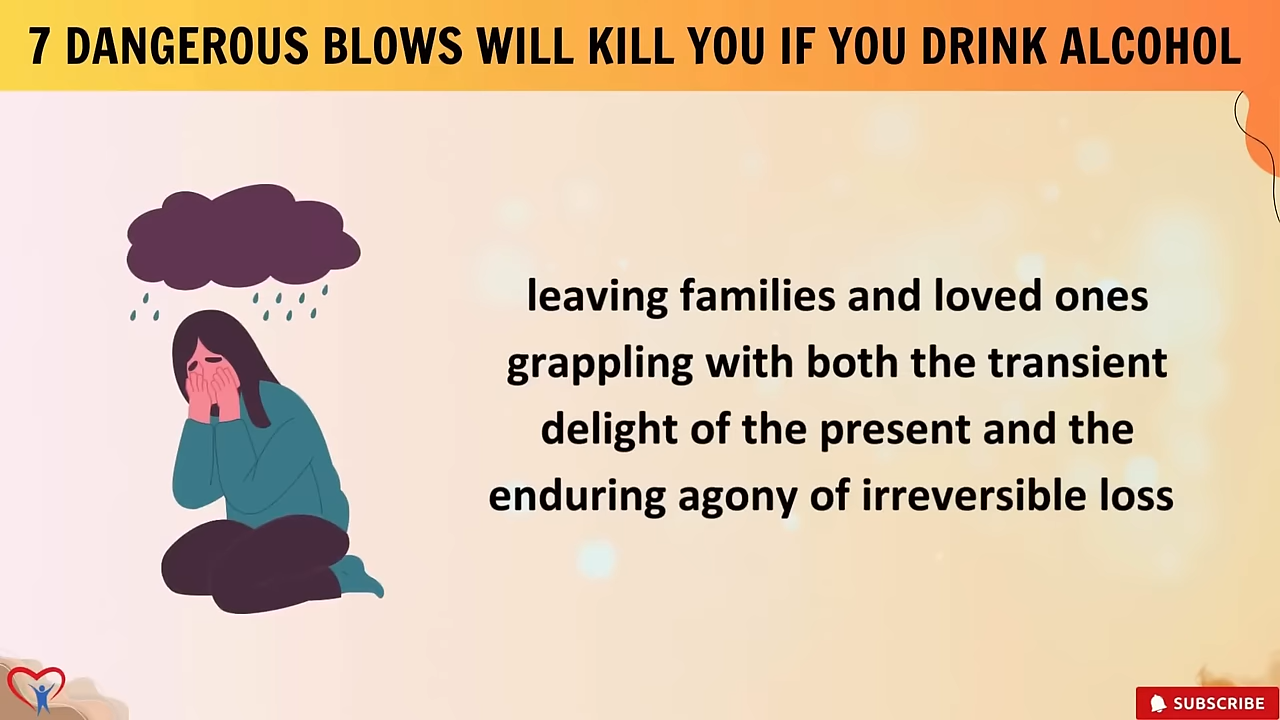 7 DANGEROUS BLOWS WILL KILL YOU IF YOU DRINK ALCOHOL
leaving families and loved ones
grappling with both the transient
delight of the present and the
enduring agony of irreversible loss
SUBSCRIBE